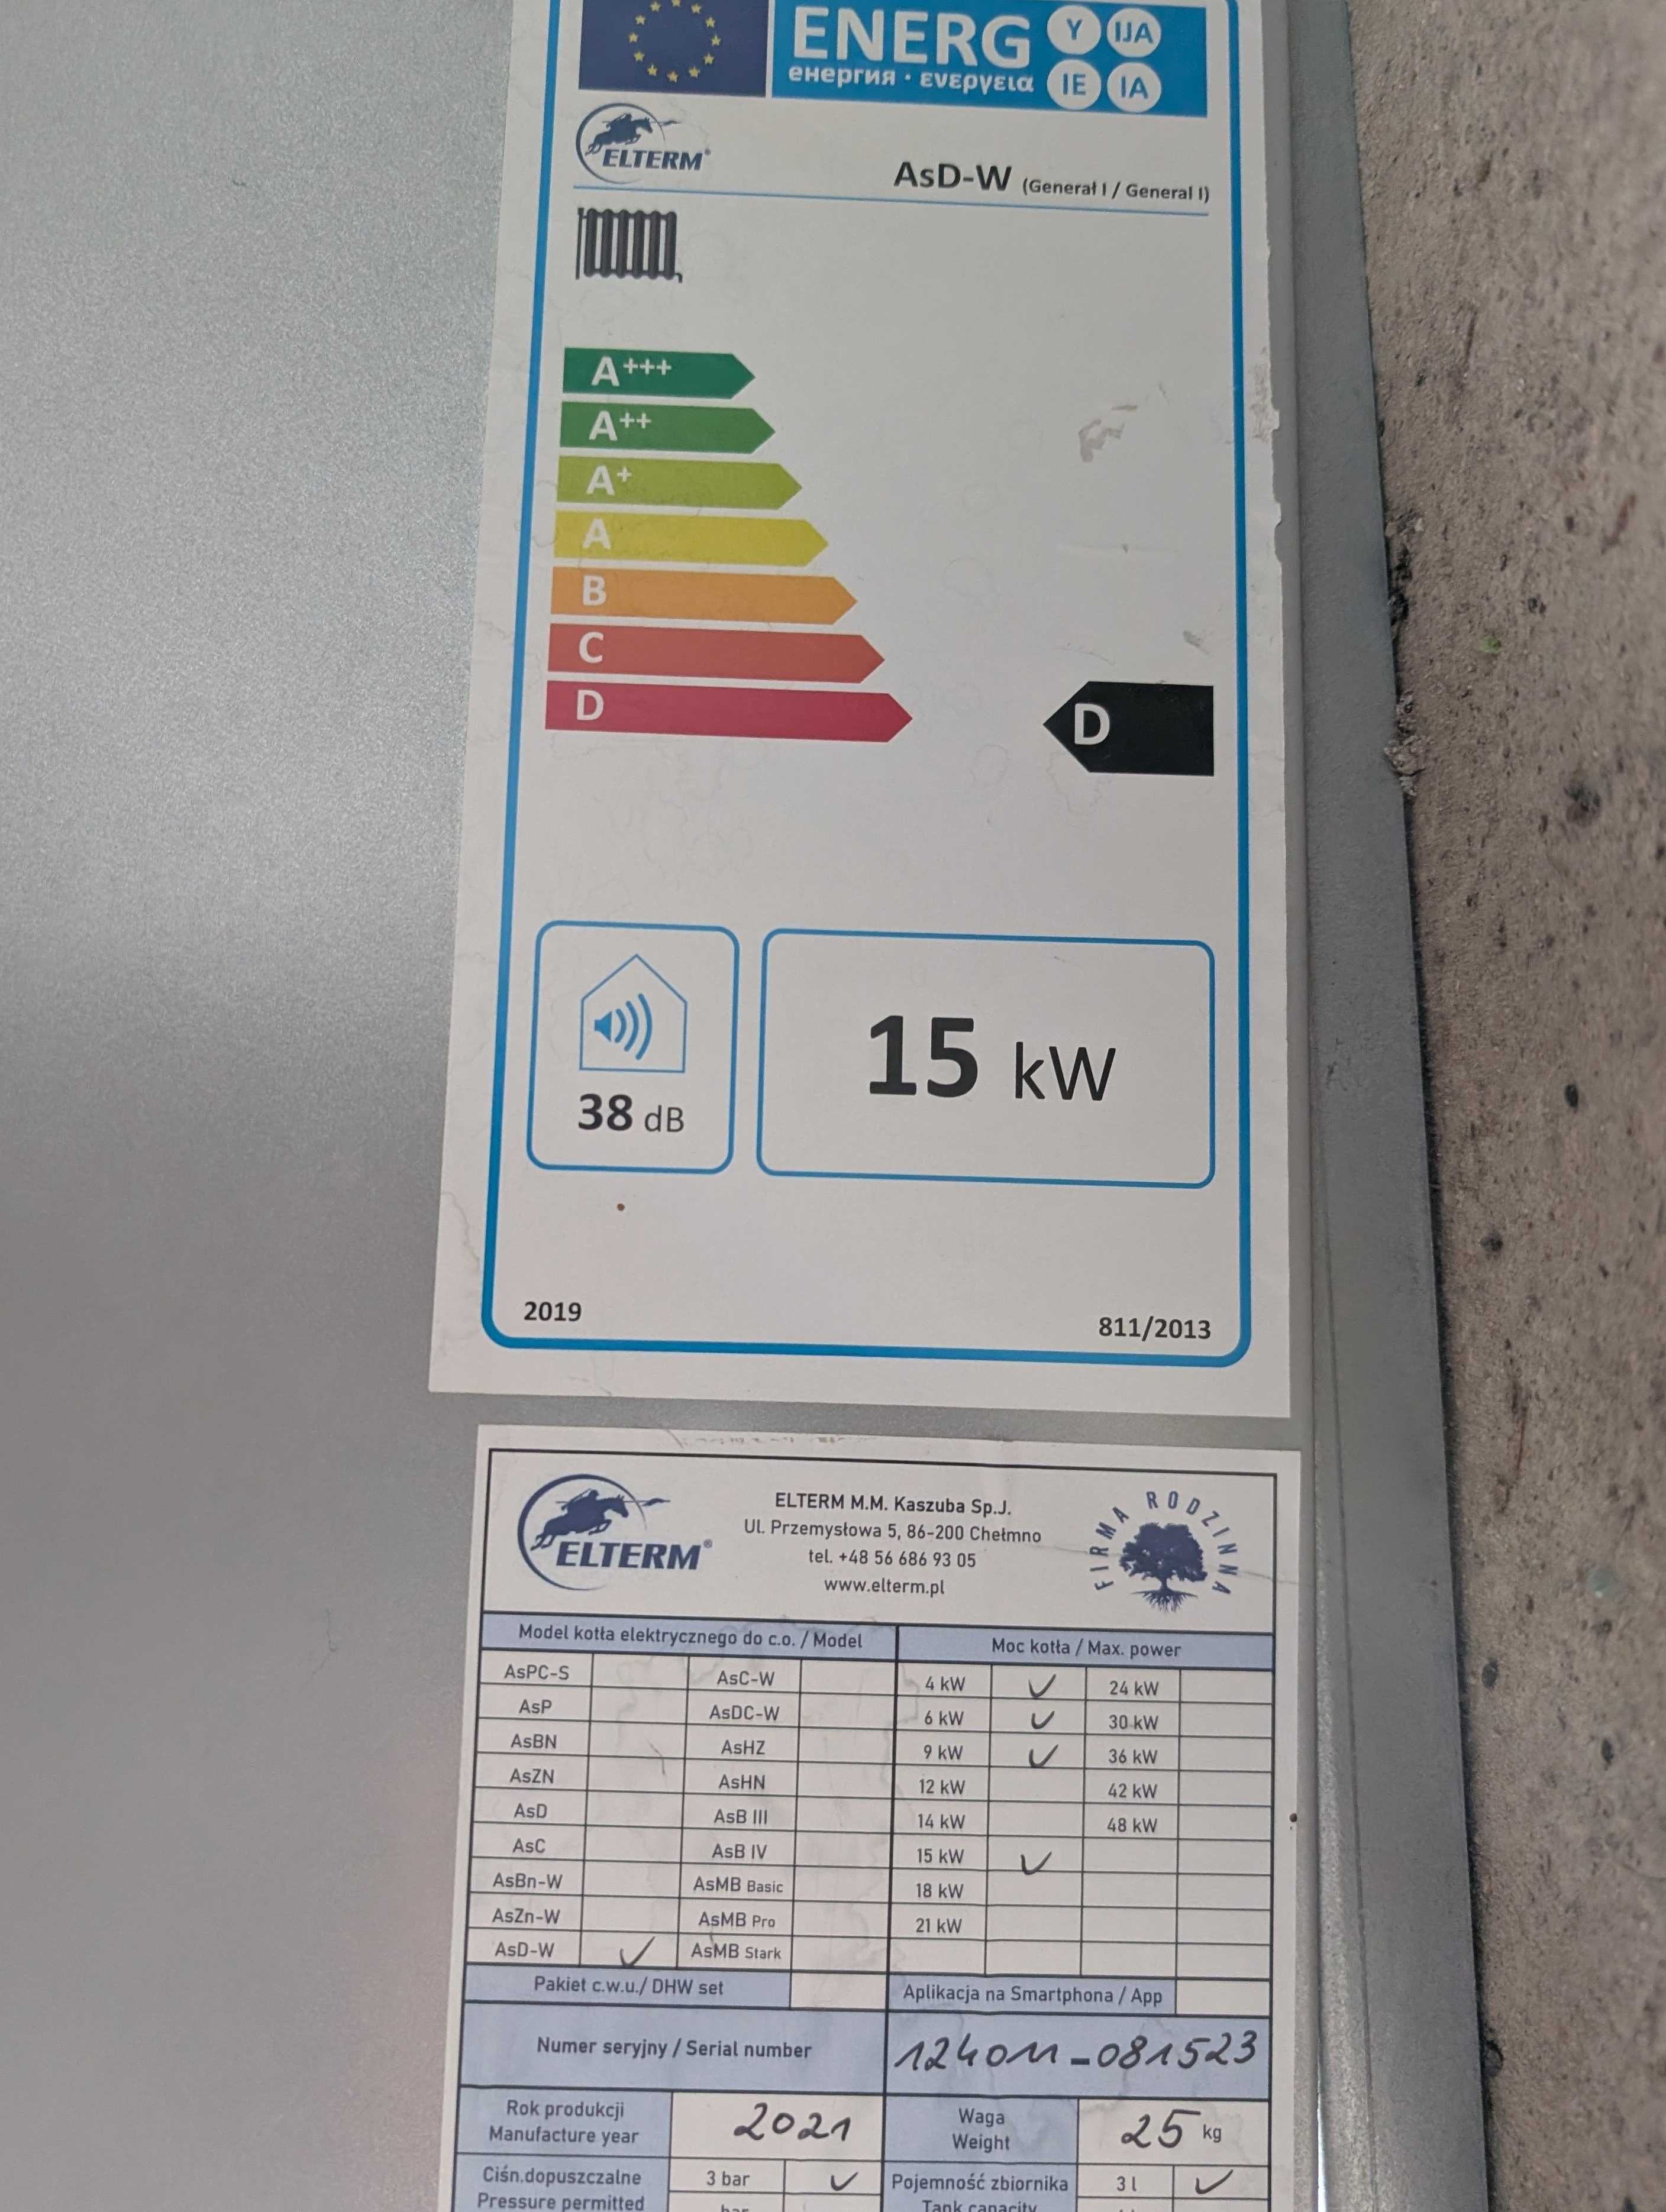 ENERG Y IJA
енергия · ενεργεια IE IA
ELTERM®
AsD-W (Generał I / General I)
A+++
A++
A+
A
B
C
D
D
38 dB
15 kW
2019
811/2013
ELTERM®
ELTERM M.M. Kaszuba Sp.J.
Ul. Przemysłowa 5, 86-200 Chełmno
tel. +48 56 686 93 05
www.elterm.pl
FIRMA RODZINNA
Model kotła elektrycznego do c.o. / Model Moc kotła / Max. power
AsPC-S AsC-W 4 kW ✓ 24 kW
AsP AsDC-W 6 kW ✓ 30 kW
AsBN AsHZ 9 kW ✓ 36 kW
AsZN AsHN 12 kW 42 kW
AsD AsB III 14 kW 48 kW
AsC AsB IV 15 kW ✓
AsBn-W AsMB Basic 18 kW
AsZn-W AsMB Pro 21 kW
AsD-W ✓ AsMB Stark
Pakiet c.w.u./ DHW set Aplikacja na Smartphona / App
Numer seryjny / Serial number 124011-081523
Rok produkcji
Manufacture year
2021
Waga
Weight
25 kg
Ciśn.dopuszczalne
Pressure permitted
3 bar ✓
bar
Pojemność zbiornika
Tank capacity
3 l ✓